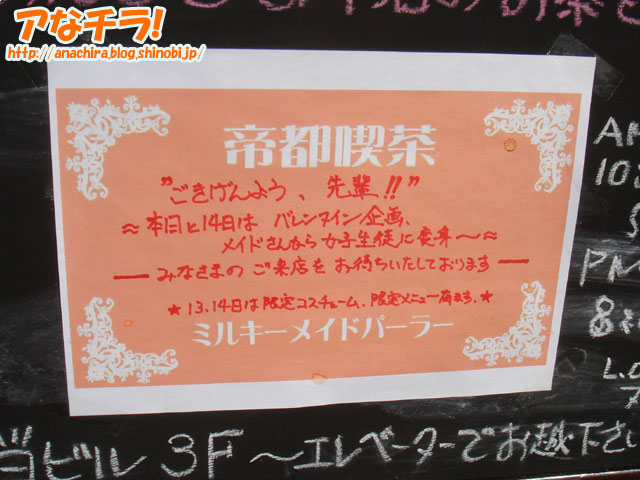 アなチラ!
http://anachira.blog.shinobi.jp/
帝都喫茶
”ごきげんよう、先輩!!”
≈本日と14日は バレンタイン企画、
メイドさんから女子生徒に変身〜≈
― みなさまの ご来店を お待ちいたしております ―
★13.14日は限定コスチューム、限定メニュー有ます。★
ミルキーメイドパーラー
10:
PM
8:
L.O
当ビル 3F 〜エレベーターでお越下さい